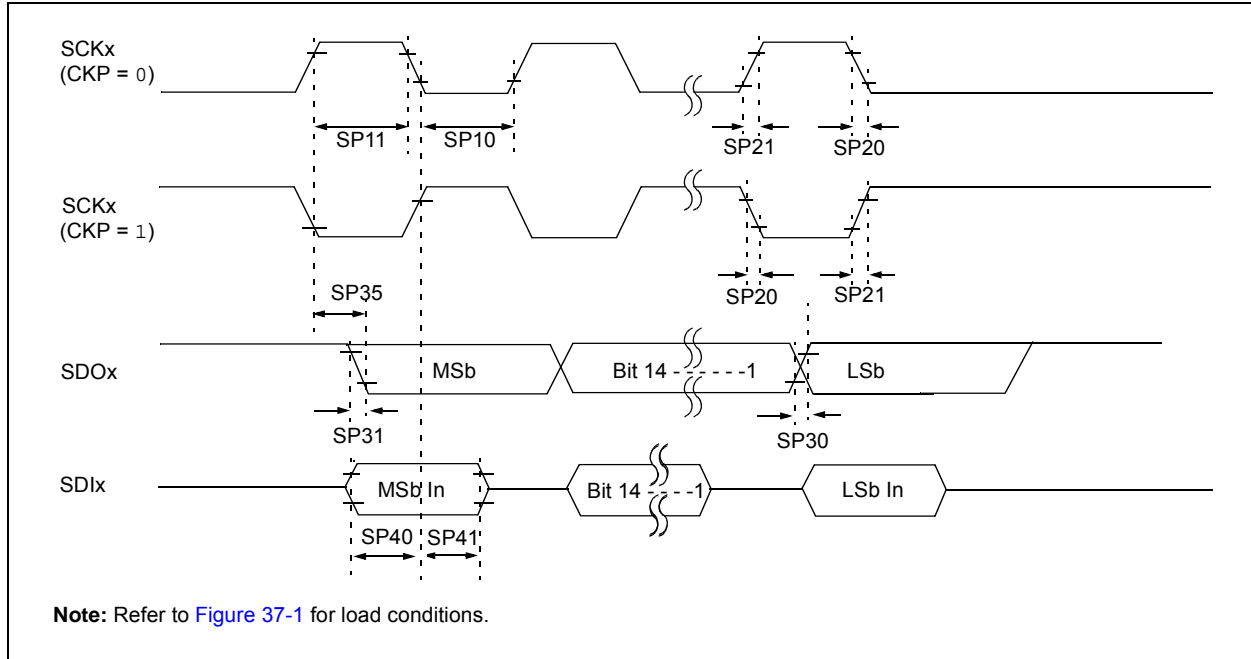 SCKx
(CKP = 0)
SP11
SP10
SP21
SP20
SCKx
(CKP = 1)
SP35
SP20
SP21
SDOx
MSb
Bit 14 - - - - - -1
LSb
SP31
SP30
SDIx
MSb In
Bit 14 - - - - -1
LSb In
SP40
SP41
Note: Refer to Figure 37-1 for load conditions.